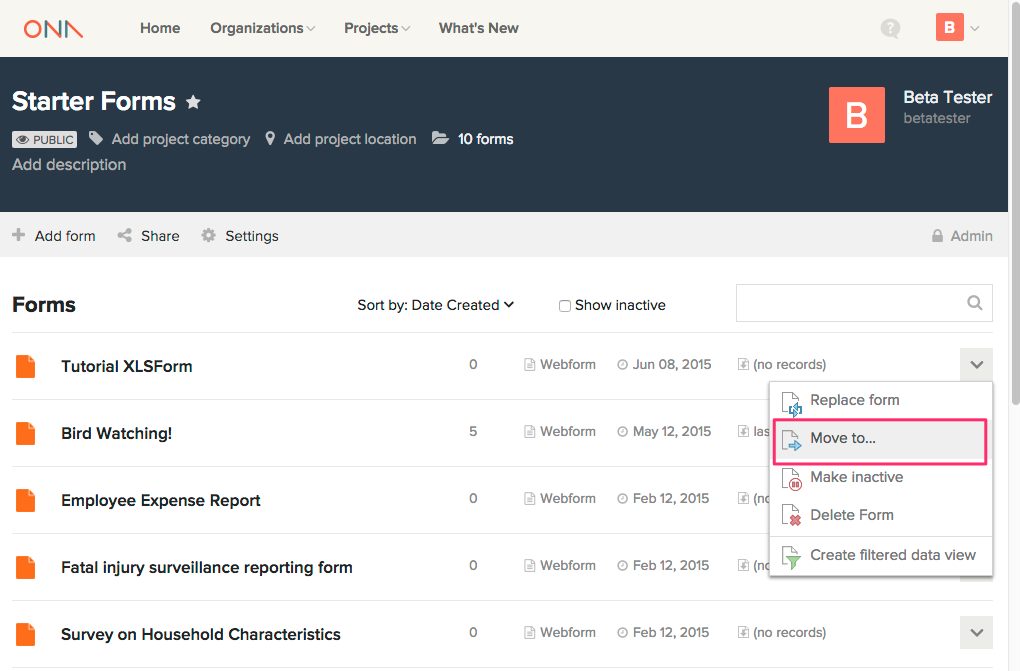 ONA Home Organizations Projects What's New ? B
Starter Forms
B
Beta Tester
betatester
PUBLIC Add project category Add project location 10 forms
Add description
Add form Share Settings Admin
Forms Sort by: Date Created Show inactive
Tutorial XLSForm 0 Webform Jun 08, 2015 (no records)
Replace form
Move to...
Make inactive
Delete Form
Create filtered data view
Bird Watching! 5 Webform May 12, 2015
Employee Expense Report 0 Webform Feb 12, 2015
Fatal injury surveillance reporting form 0 Webform Feb 12, 2015
Survey on Household Characteristics 0 Webform Feb 12, 2015 (no records)